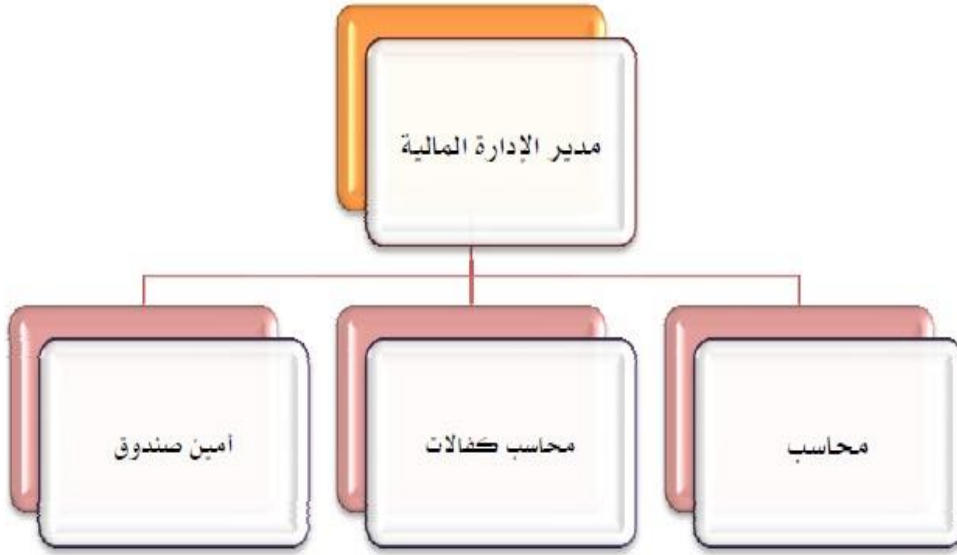 مدير الإدارة المالية
محاسب
محاسب كفالات
أمين صندوق